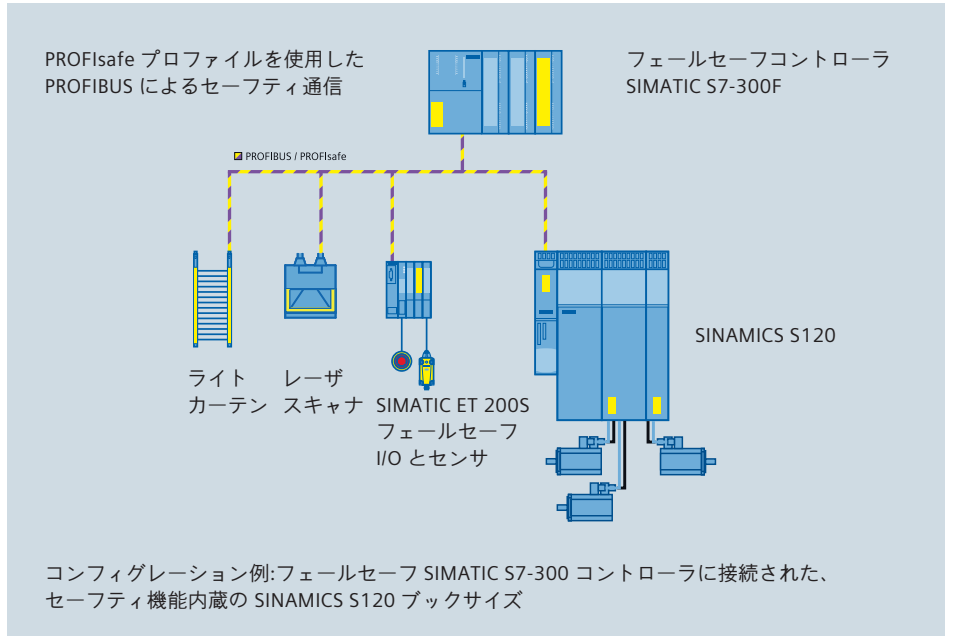 PROFIsafe プロファイルを使用した
PROFIBUS によるセーフティ通信
フェールセーフコントローラ
SIMATIC S7-300F
PROFIBUS / PROFIsafe
SINAMICS S120
ライト
カーテン
レーザ
スキャナ
SIMATIC ET 200S
フェールセーフ
I/O とセンサ
コンフィグレーション例:フェールセーフ SIMATIC S7-300 コントローラに接続された、
セーフティ機能内蔵の SINAMICS S120 ブックサイズ